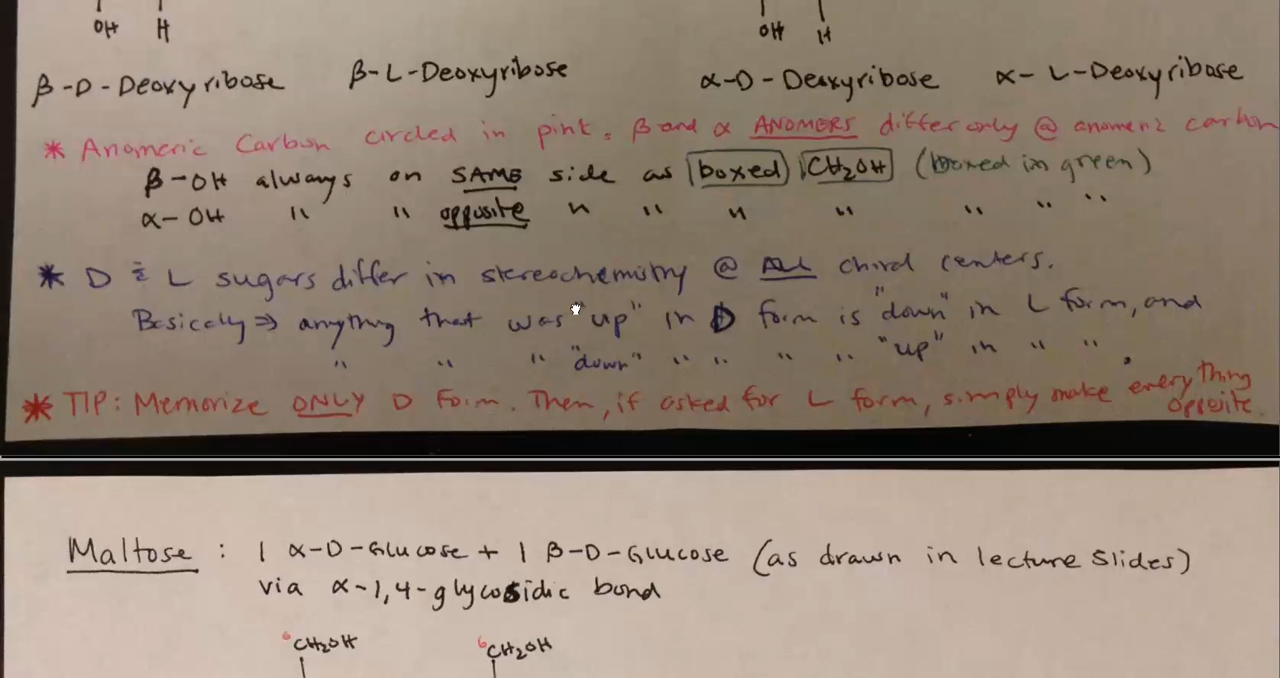 OH H OH H
β-D-Deoxyribose β-L-Deoxyribose α-D-Deoxyribose α-L-Deoxyribose
* Anomeric Carbon circled in pink. β and α ANOMERS differ only @ anomeric carbon
β-OH always on SAME side as boxed CH₂OH (boxed in green)
α-OH " " opposite " " " " " " "
* D & L sugars differ in stereochemistry @ ALL chiral centers.
Basically ⇒ anything that was "up" in D form is "down" in L form, and
" " " "down" " " " " "up" in " ".
* TIP: Memorize ONLY D Form. Then, if asked for L form, simply make everything
opposite.
Maltose : 1 α-D-Glucose + 1 β-D-Glucose (as drawn in lecture slides)
via α-1,4-glycosidic bond
6 CH₂OH 6 CH₂OH